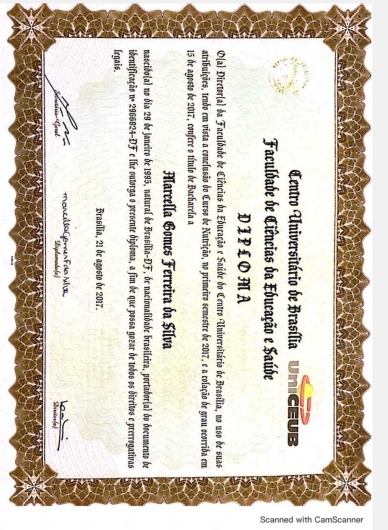 Centro Universitário de Brasília
Faculdade de Ciências da Educação e Saúde
UniCEUB
DIPLOMA
O(a) Diretor(a) da Faculdade de Ciências da Educação e Saúde do Centro Universitário de Brasília, no uso de suas
atribuições, tendo em vista a conclusão do Curso de Nutrição, no primeiro semestre de 2017, e a colação de grau ocorrida em
15 de agosto de 2017, confere o título de Bacharela a
Marcella Gomes Ferreira da Silva
nascido(a) no dia 29 de janeiro de 1995, natural de Brasília-DF, de nacionalidade brasileira, portador(a) do documento de
identificação nº 2966824-DF e lhe outorga o presente diploma, a fim de que possa gozar de todos os direitos e prerrogativas
legais.
Brasília, 21 de agosto de 2017.
Secretário-Geral
Diplomado(a)
Diretor(a)
Scanned with CamScanner